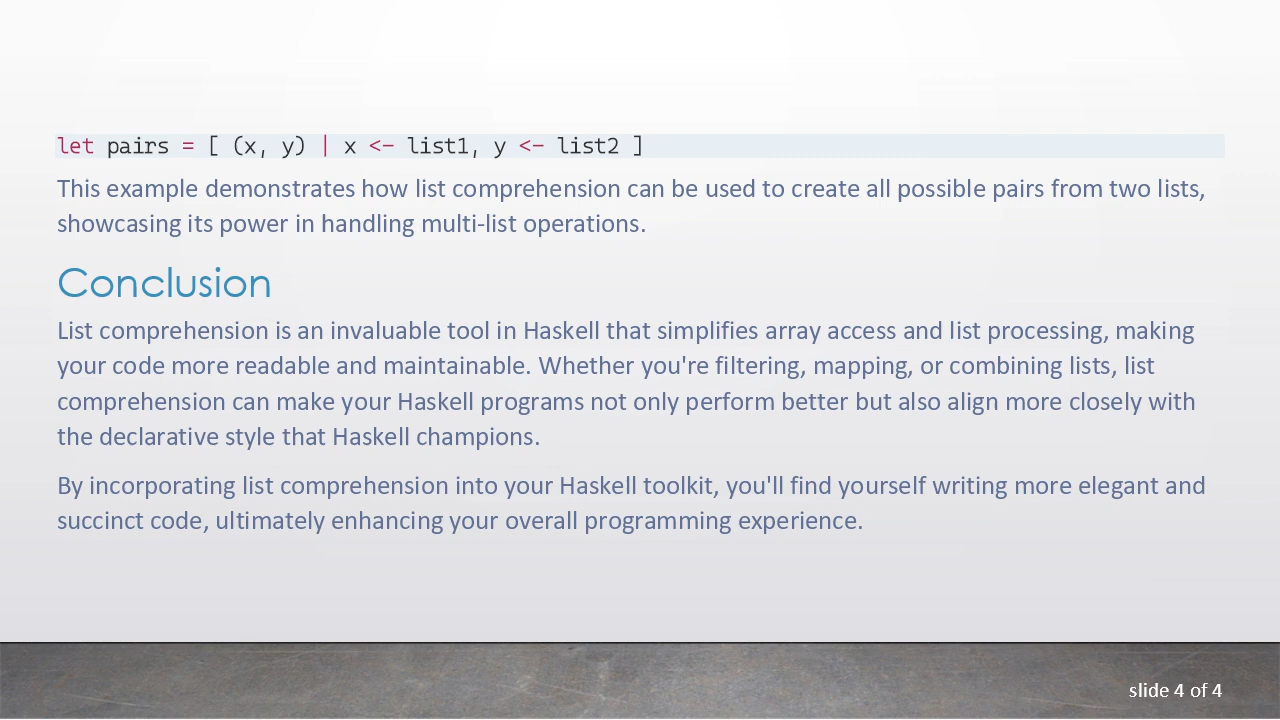 let pairs = [ (x, y) | x <- list1, y <- list2 ]
This example demonstrates how list comprehension can be used to create all possible pairs from two lists,
showcasing its power in handling multi-list operations.
Conclusion
List comprehension is an invaluable tool in Haskell that simplifies array access and list processing, making
your code more readable and maintainable. Whether you're filtering, mapping, or combining lists, list
comprehension can make your Haskell programs not only perform better but also align more closely with
the declarative style that Haskell champions.
By incorporating list comprehension into your Haskell toolkit, you'll find yourself writing more elegant and
succinct code, ultimately enhancing your overall programming experience.
slide 4 of 4